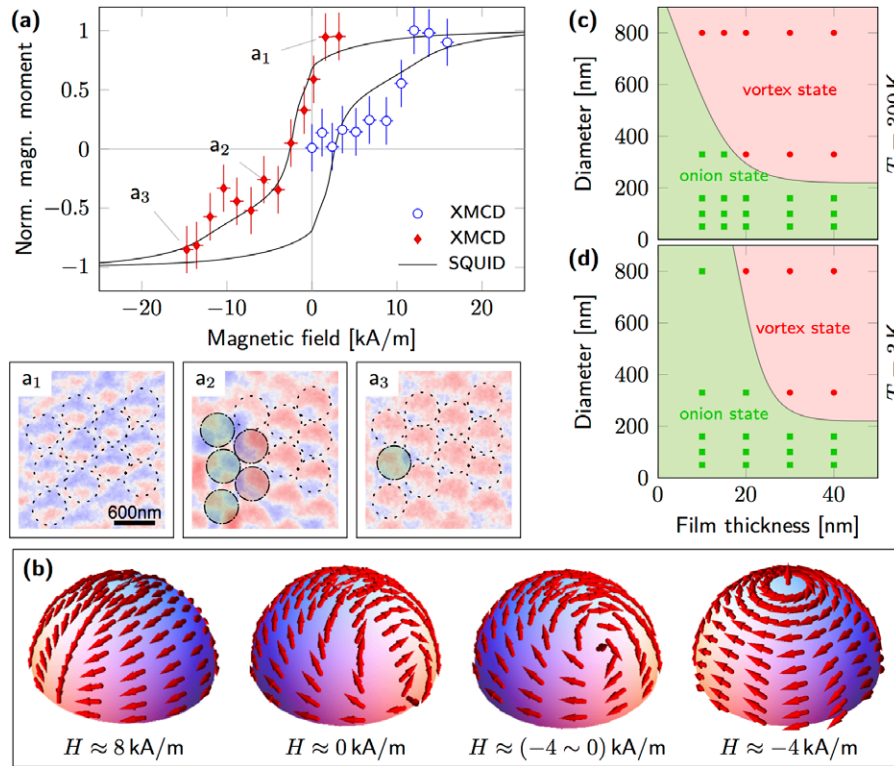 (a)
Norm. magn. moment
1
0.5
0
−0.5
−1
a₁
a₂
a₃
XMCD
XMCD
SQUID
−20 −10 0 10 20
Magnetic field [kA/m]
a₁
600nm
a₂
a₃
(c)
Diameter [nm]
800
600
400
200
0
vortex state
onion state
(d)
Diameter [nm]
800
600
400
200
0
vortex state
onion state
0 20 40
Film thickness [nm]
(b)
H ≈ 8 kA/m
H ≈ 0 kA/m
H ≈ (−4 ∼ 0) kA/m
H ≈ −4 kA/m